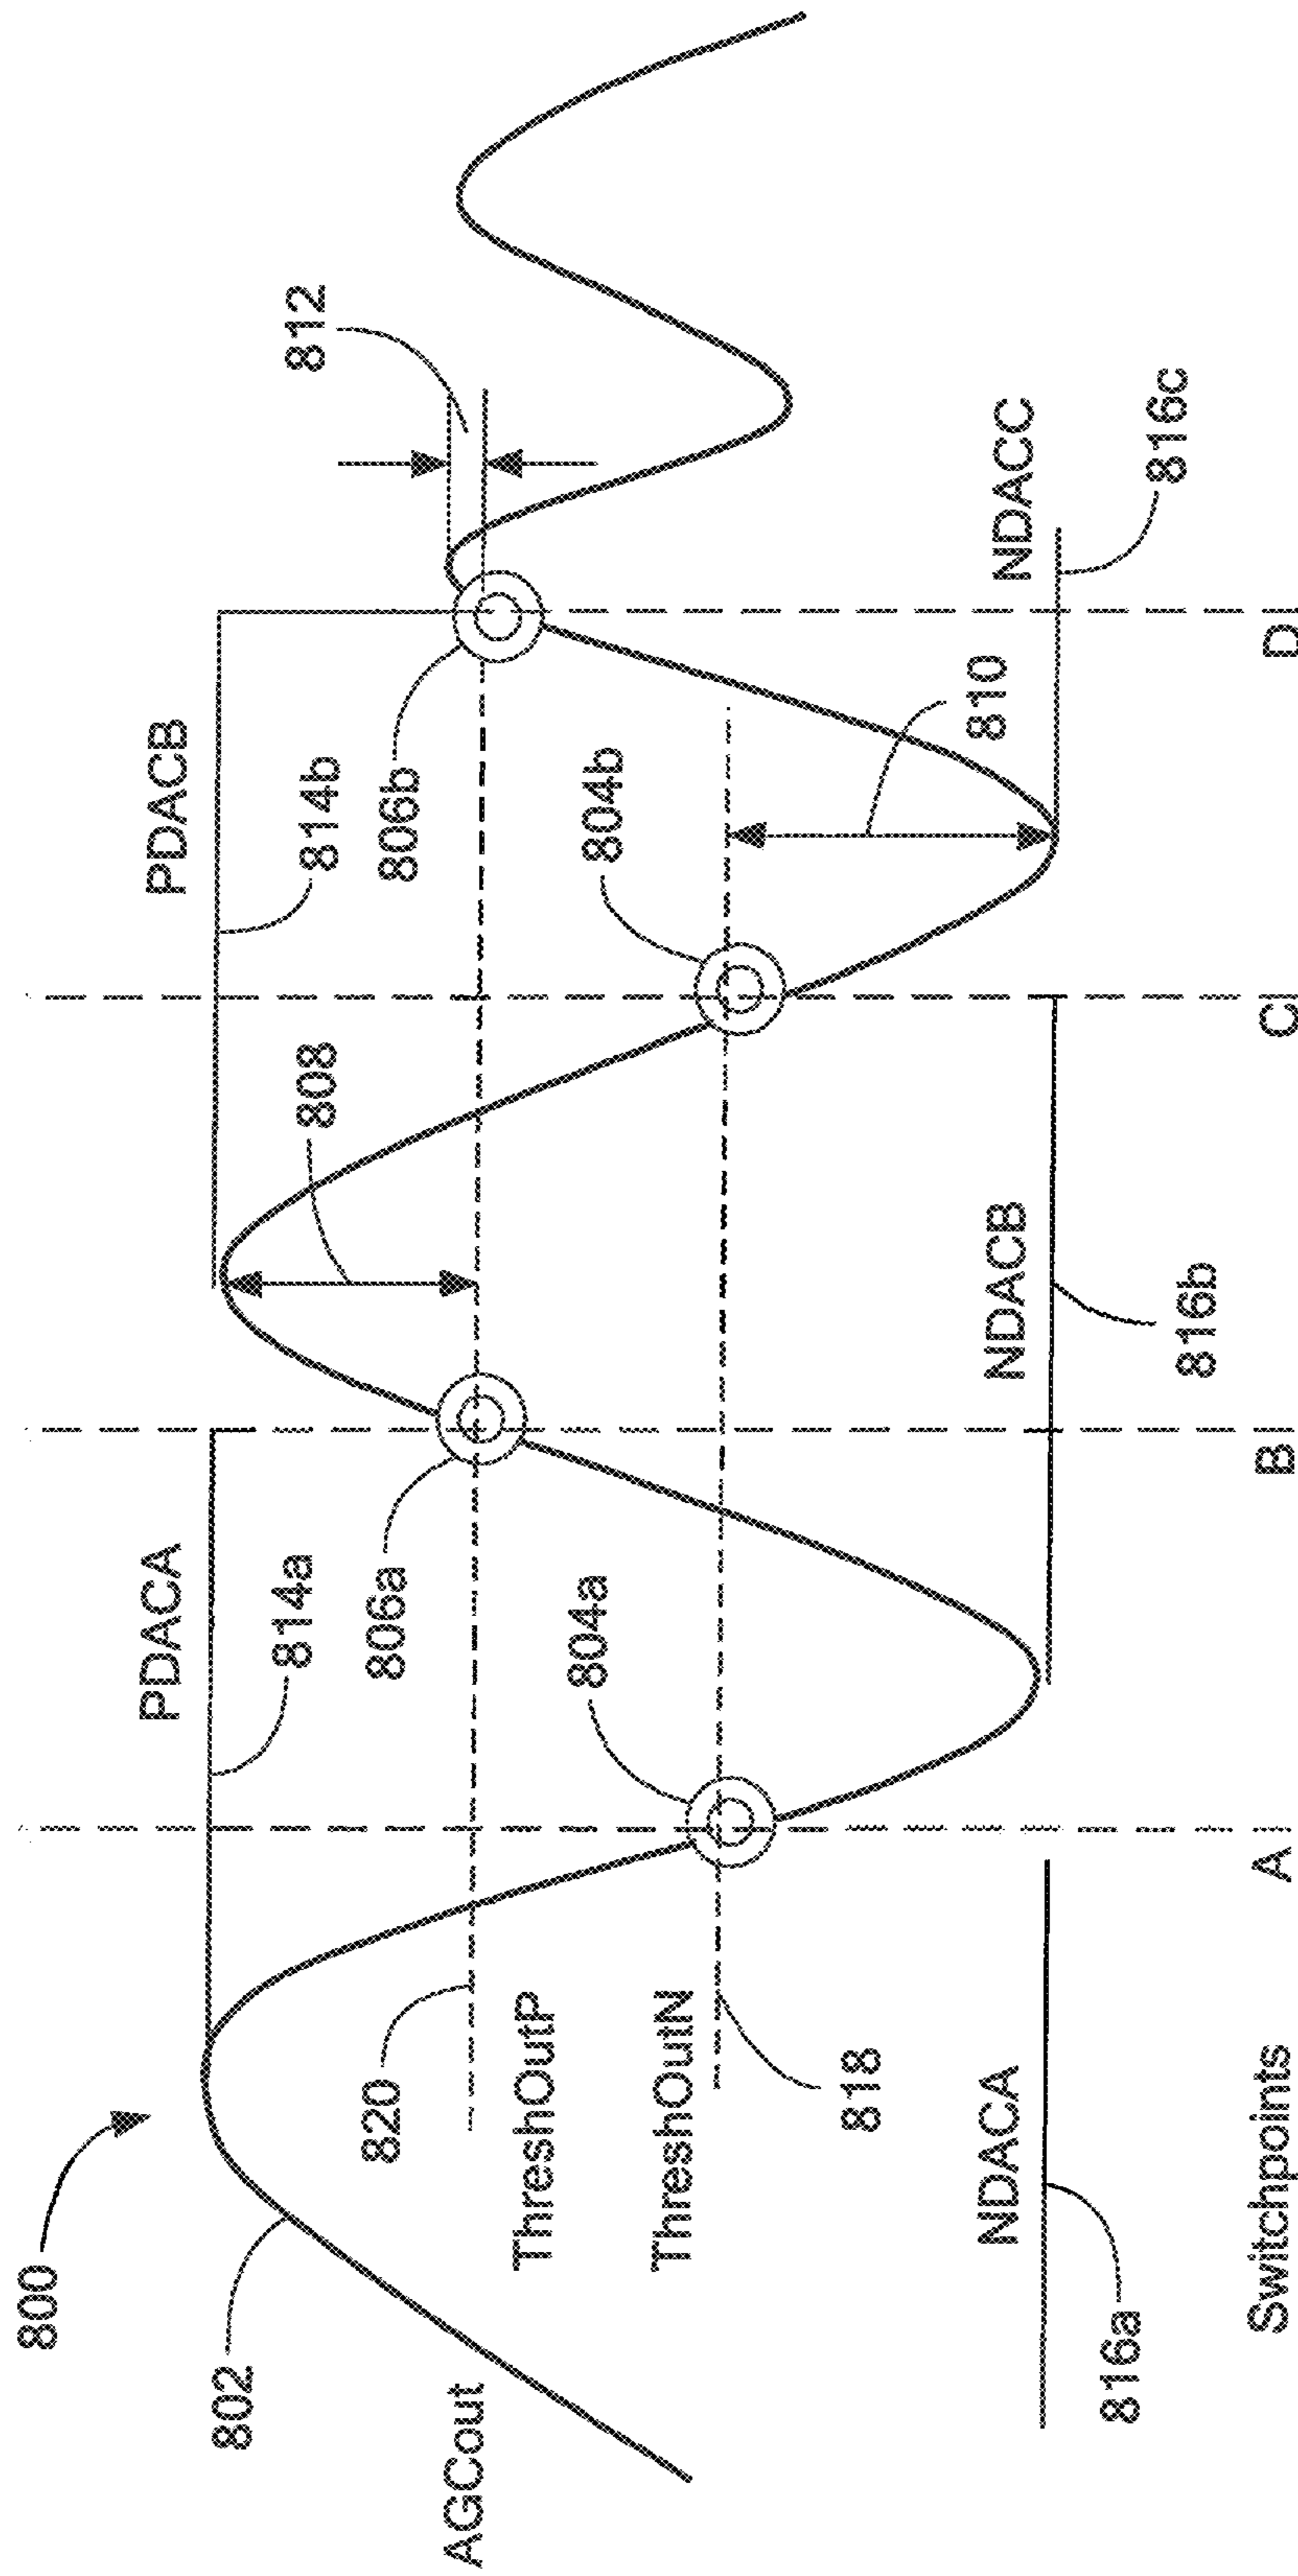 800
802
AGCout
PDACA
814a
PDACB
814b
808
812
820
ThreshOutP
806a
806b
ThreshOutN
818
804a
804b
810
NDACA
816a
NDACB
816b
NDACC
816c
Switchpoints
A
B
C
D